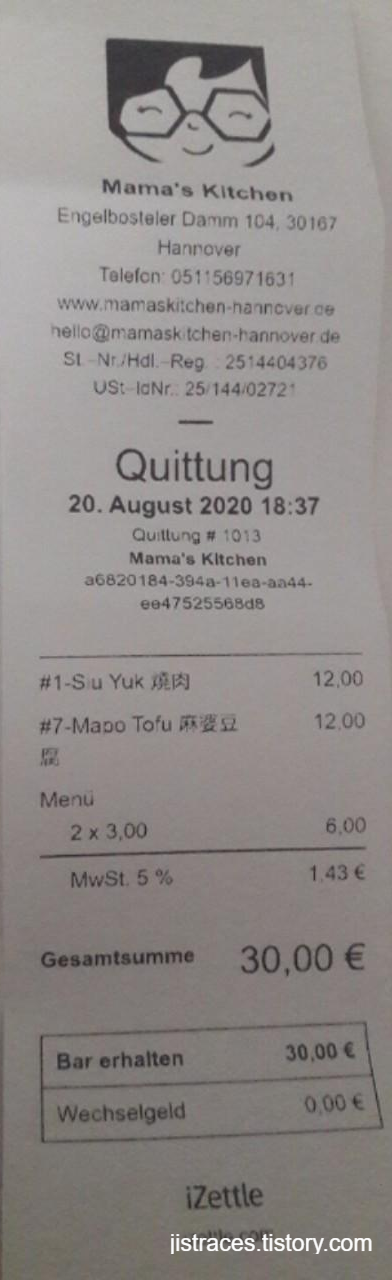 Mama's Kitchen
Engelbosteler Damm 104, 30167
Hannover
Telefon: 051156971631
www.mamaskitchen-hannover.de
hello@mamaskitchen-hannover.de
St.-Nr./Hdl.-Reg. : 2514404376
USt-IdNr.: 25/144/02721
Quittung
20. August 2020 18:37
Quittung # 1013
Mama's Kitchen
a6820184-394a-11ea-aa44-
ee47525568d8
#1-Siu Yuk 燒肉 12,00
#7-Mapo Tofu 麻婆豆 12,00
腐
Menü
2 x 3,00 6,00
MwSt. 5 % 1,43 €
Gesamtsumme 30,00 €
Bar erhalten 30,00 €
Wechselgeld 0,00 €
iZettle
jistraces.tistory.com